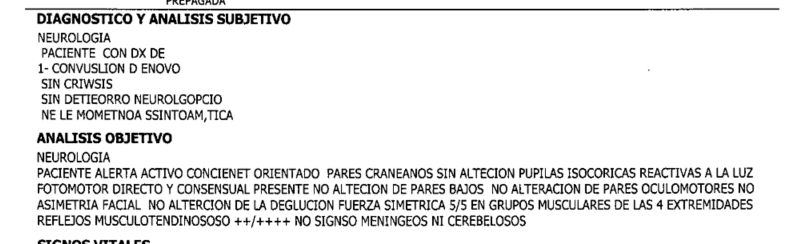 PREPAGADA
DIAGNOSTICO Y ANALISIS SUBJETIVO
NEUROLOGIA
PACIENTE CON DX DE
1- CONVUSLION D ENOVO
SIN CRIWSIS
SIN DETIEORRO NEUROLGOPCIO
NE LE MOMETNOA SSINTOAM,TICA
ANALISIS OBJETIVO
NEUROLOGIA
PACIENTE ALERTA ACTIVO CONCIENET ORIENTADO PARES CRANEANOS SIN ALTECION PUPILAS ISOCORICAS REACTIVAS A LA LUZ
FOTOMOTOR DIRECTO Y CONSENSUAL PRESENTE NO ALTECION DE PARES BAJOS NO ALTERACION DE PARES OCULOMOTORES NO
ASIMETRIA FACIAL NO ALTERCION DE LA DEGLUCION FUERZA SIMETRICA 5/5 EN GRUPOS MUSCULARES DE LAS 4 EXTREMIDADES
REFLEJOS MUSCULOTENDINOSOSO ++/++++ NO SIGNSO MENINGEOS NI CEREBELOSOS
SIGNOS VITALES